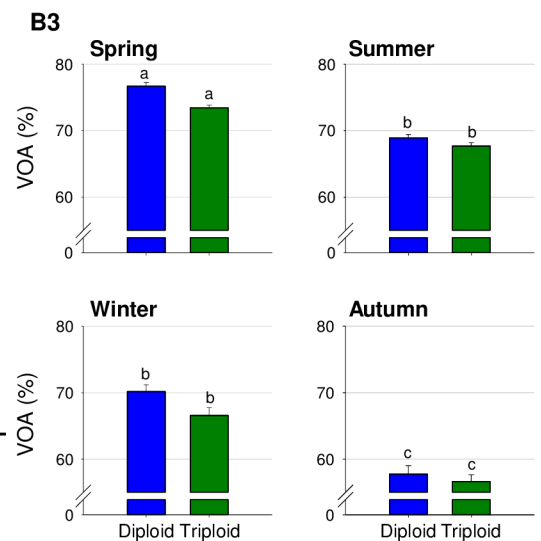 B3
Spring
80
70
60
0
VOA (%)
a
a
Summer
80
70
60
0
b
b
Winter
80
70
60
0
VOA (%)
b
b
Diploid Triploid
Autumn
80
70
60
0
c
c
Diploid Triploid